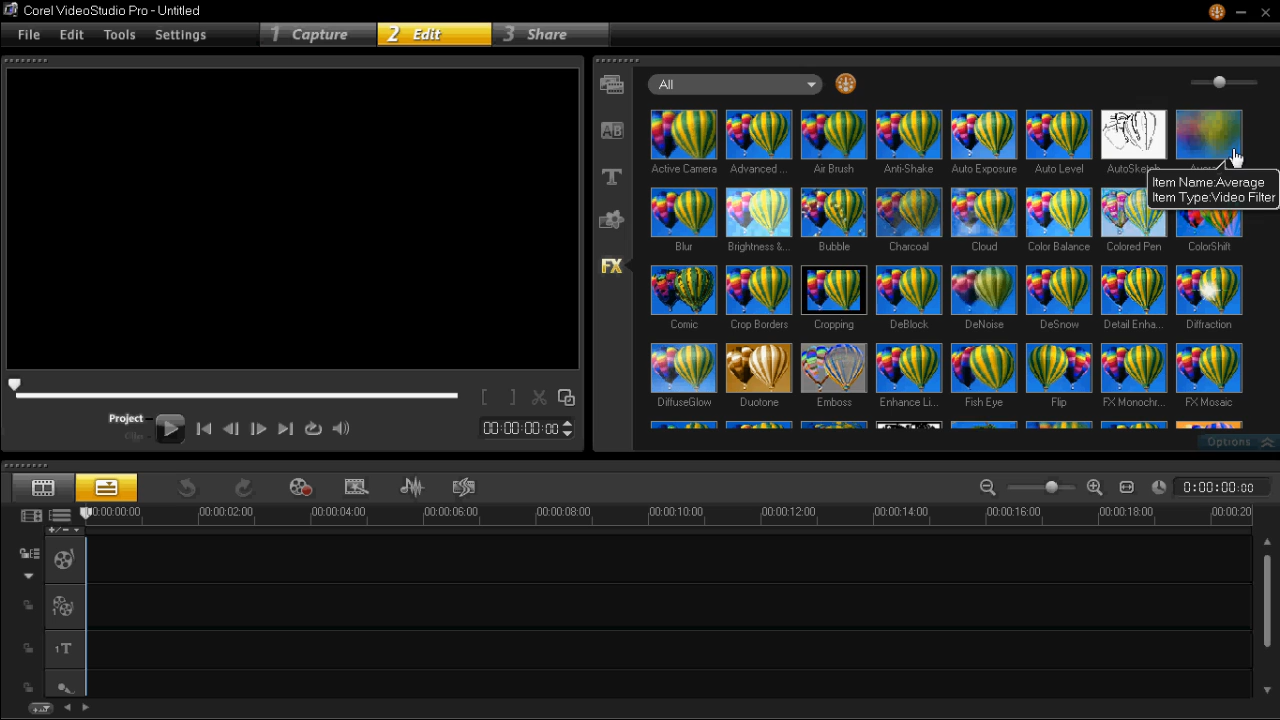 Corel VideoStudio Pro - Untitled
File Edit Tools Settings 1 Capture 2 Edit 3 Share
All
Active Camera Advanced ... Air Brush Anti-Shake Auto Exposure Auto Level AutoSketch
Item Name:Average
Item Type:Video Filter
Blur Brightness &... Bubble Charcoal Cloud Color Balance Colored Pen ColorShift
Comic Crop Borders Cropping DeBlock DeNoise DeSnow Detail Enha... Diffraction
DiffuseGlow Duotone Emboss Enhance Li... Fish Eye Flip FX Monochr... FX Mosaic
AB
T
FX
Options
Project
Clip
[ ]
00:00:00:00
0:00:00:00
00:00:00:00 00:00:02:00 00:00:04:00 00:00:06:00 00:00:08:00 00:00:10:00 00:00:12:00 00:00:14:00 00:00:16:00 00:00:18:00 00:00:20
+/-
1
1T